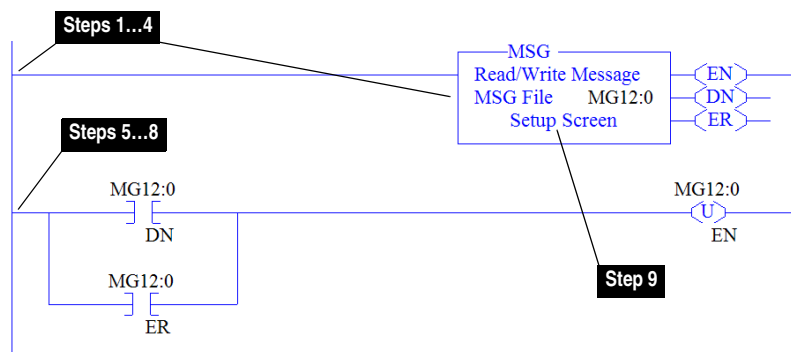 Steps 1…4
MSG
Read/Write Message
MSG File MG12:0
Setup Screen
EN
DN
ER
Steps 5…8
MG12:0
DN
MG12:0
ER
MG12:0
U
EN
Step 9